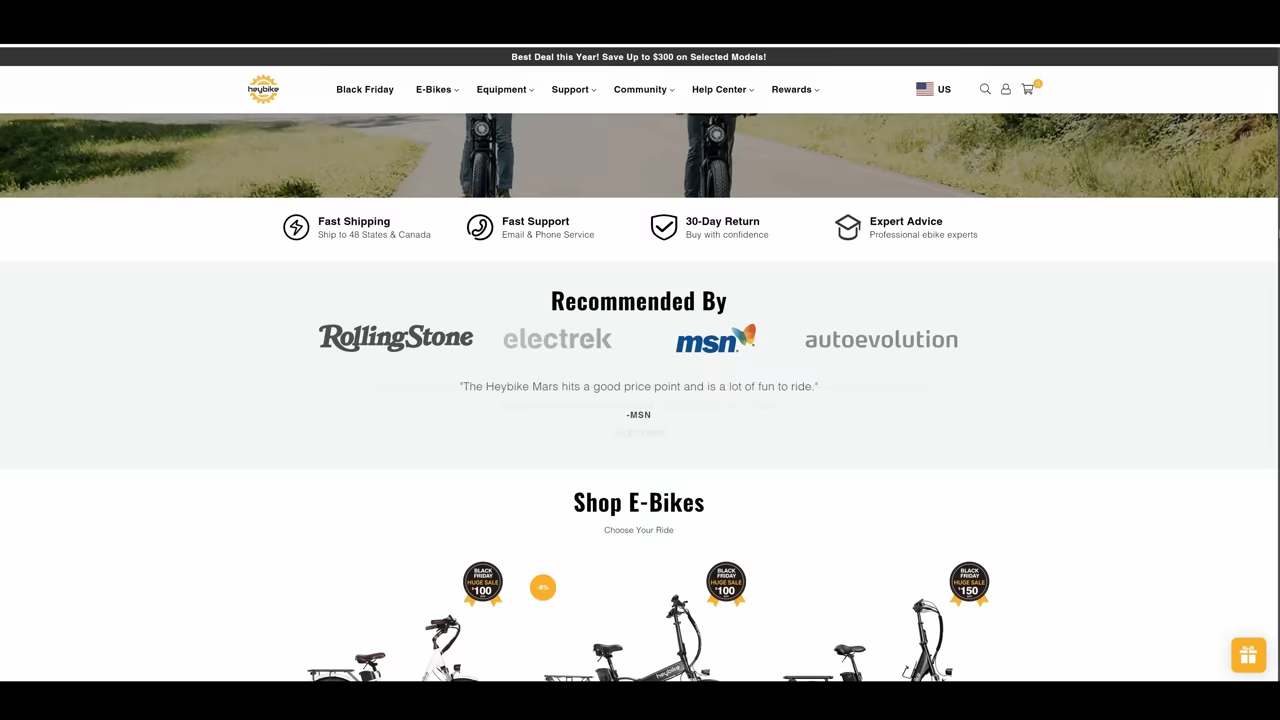 Best Deal this Year! Save Up to $300 on Selected Models!
heybike
Black Friday E-Bikes Equipment Support Community Help Center Rewards US
Fast Shipping
Ship to 48 States & Canada
Fast Support
Email & Phone Service
30-Day Return
Buy with confidence
Expert Advice
Professional ebike experts
Recommended By
RollingStone electrek msn autoevolution
"The Heybike Mars hits a good price point and is a lot of fun to ride."
-MSN
Shop E-Bikes
Choose Your Ride
BLACK
FRIDAY
HUGE SALE
$100
BLACK
FRIDAY
HUGE SALE
$100
BLACK
FRIDAY
HUGE SALE
$150
heybike